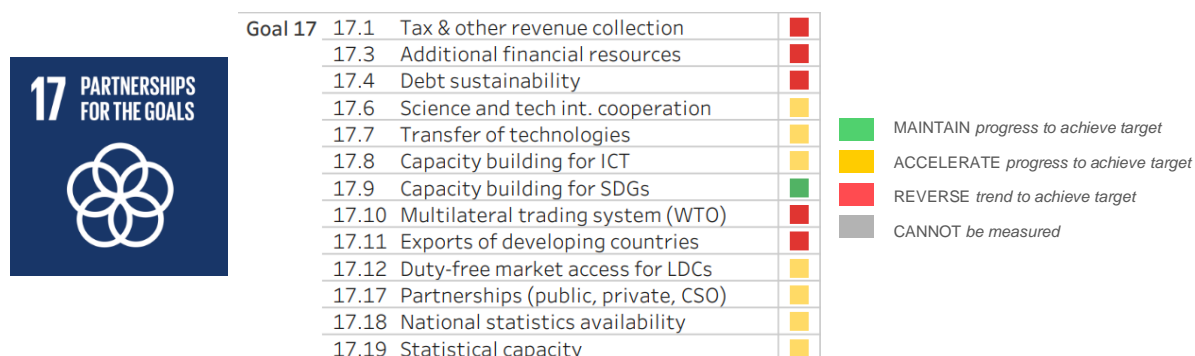 17 PARTNERSHIPS
FOR THE GOALS
Goal 17 17.1 Tax & other revenue collection
17.3 Additional financial resources
17.4 Debt sustainability
17.6 Science and tech int. cooperation
17.7 Transfer of technologies
17.8 Capacity building for ICT
17.9 Capacity building for SDGs
17.10 Multilateral trading system (WTO)
17.11 Exports of developing countries
17.12 Duty-free market access for LDCs
17.17 Partnerships (public, private, CSO)
17.18 National statistics availability
17.19 Statistical capacity
MAINTAIN progress to achieve target
ACCELERATE progress to achieve target
REVERSE trend to achieve target
CANNOT be measured